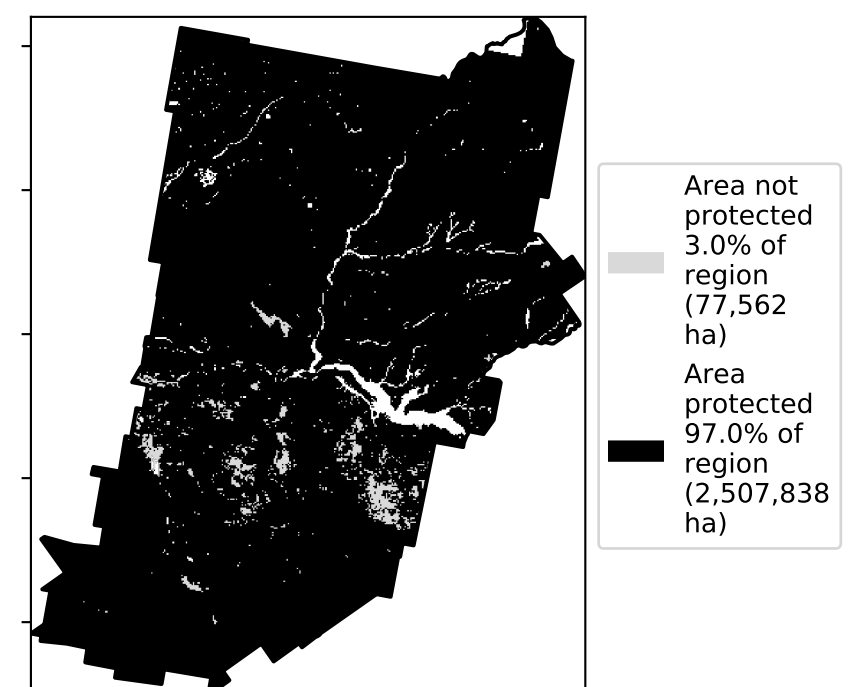 Area not
protected
3.0% of
region
(77,562
ha)
Area
protected
97.0% of
region
(2,507,838
ha)